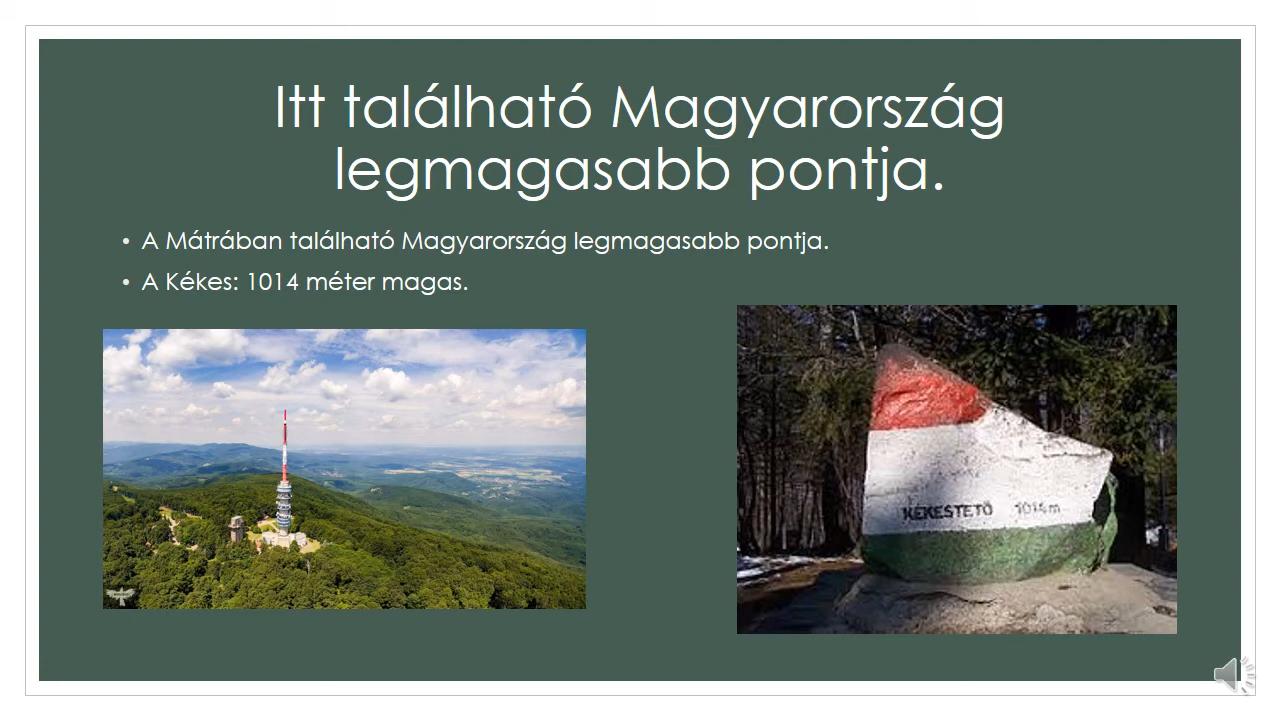 Itt található Magyarország
legmagasabb pontja.
• A Mátrában található Magyarország legmagasabb pontja.
• A Kékes: 1014 méter magas.
KÉKESTETŐ 1014m